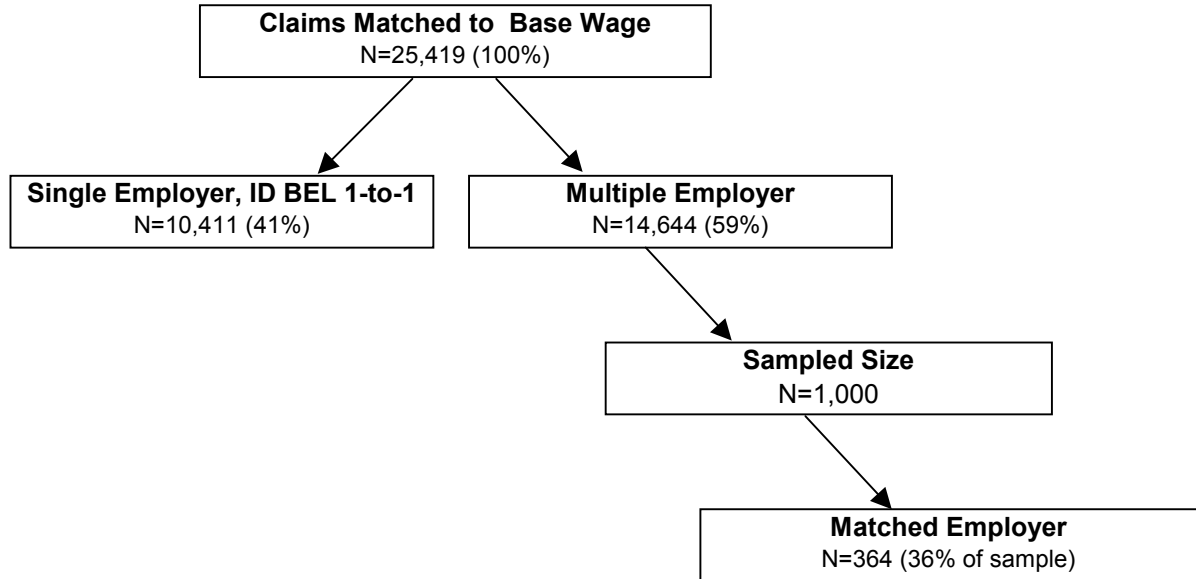 Claims Matched to Base Wage
N=25,419 (100%)
Single Employer, ID BEL 1-to-1
N=10,411 (41%)
Multiple Employer
N=14,644 (59%)
Sampled Size
N=1,000
Matched Employer
N=364 (36% of sample)